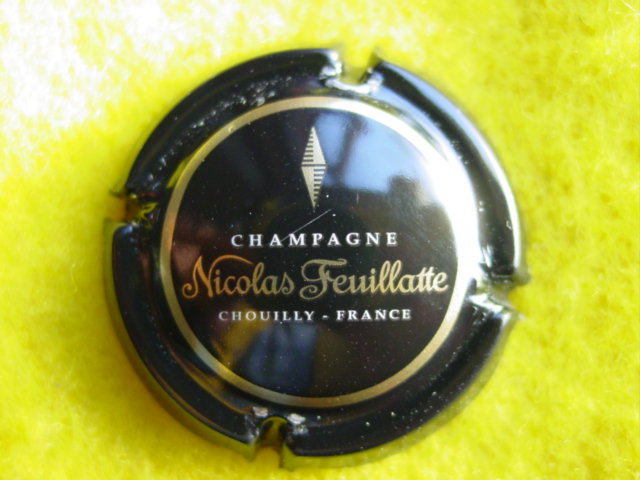 CHAMPAGNE
Nicolas Feuillatte
CHOUILLY - FRANCE